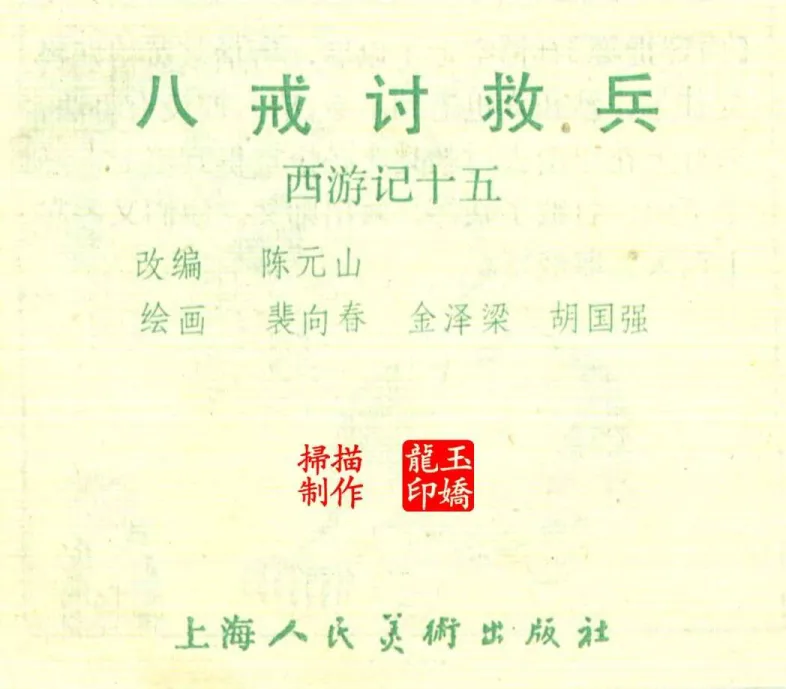 八戒讨救兵
西游记十五
改编 陈元山
绘画 裴向春 金泽梁 胡国强
掃描
制作
龍玉
印嬌
上海人民美術出版社